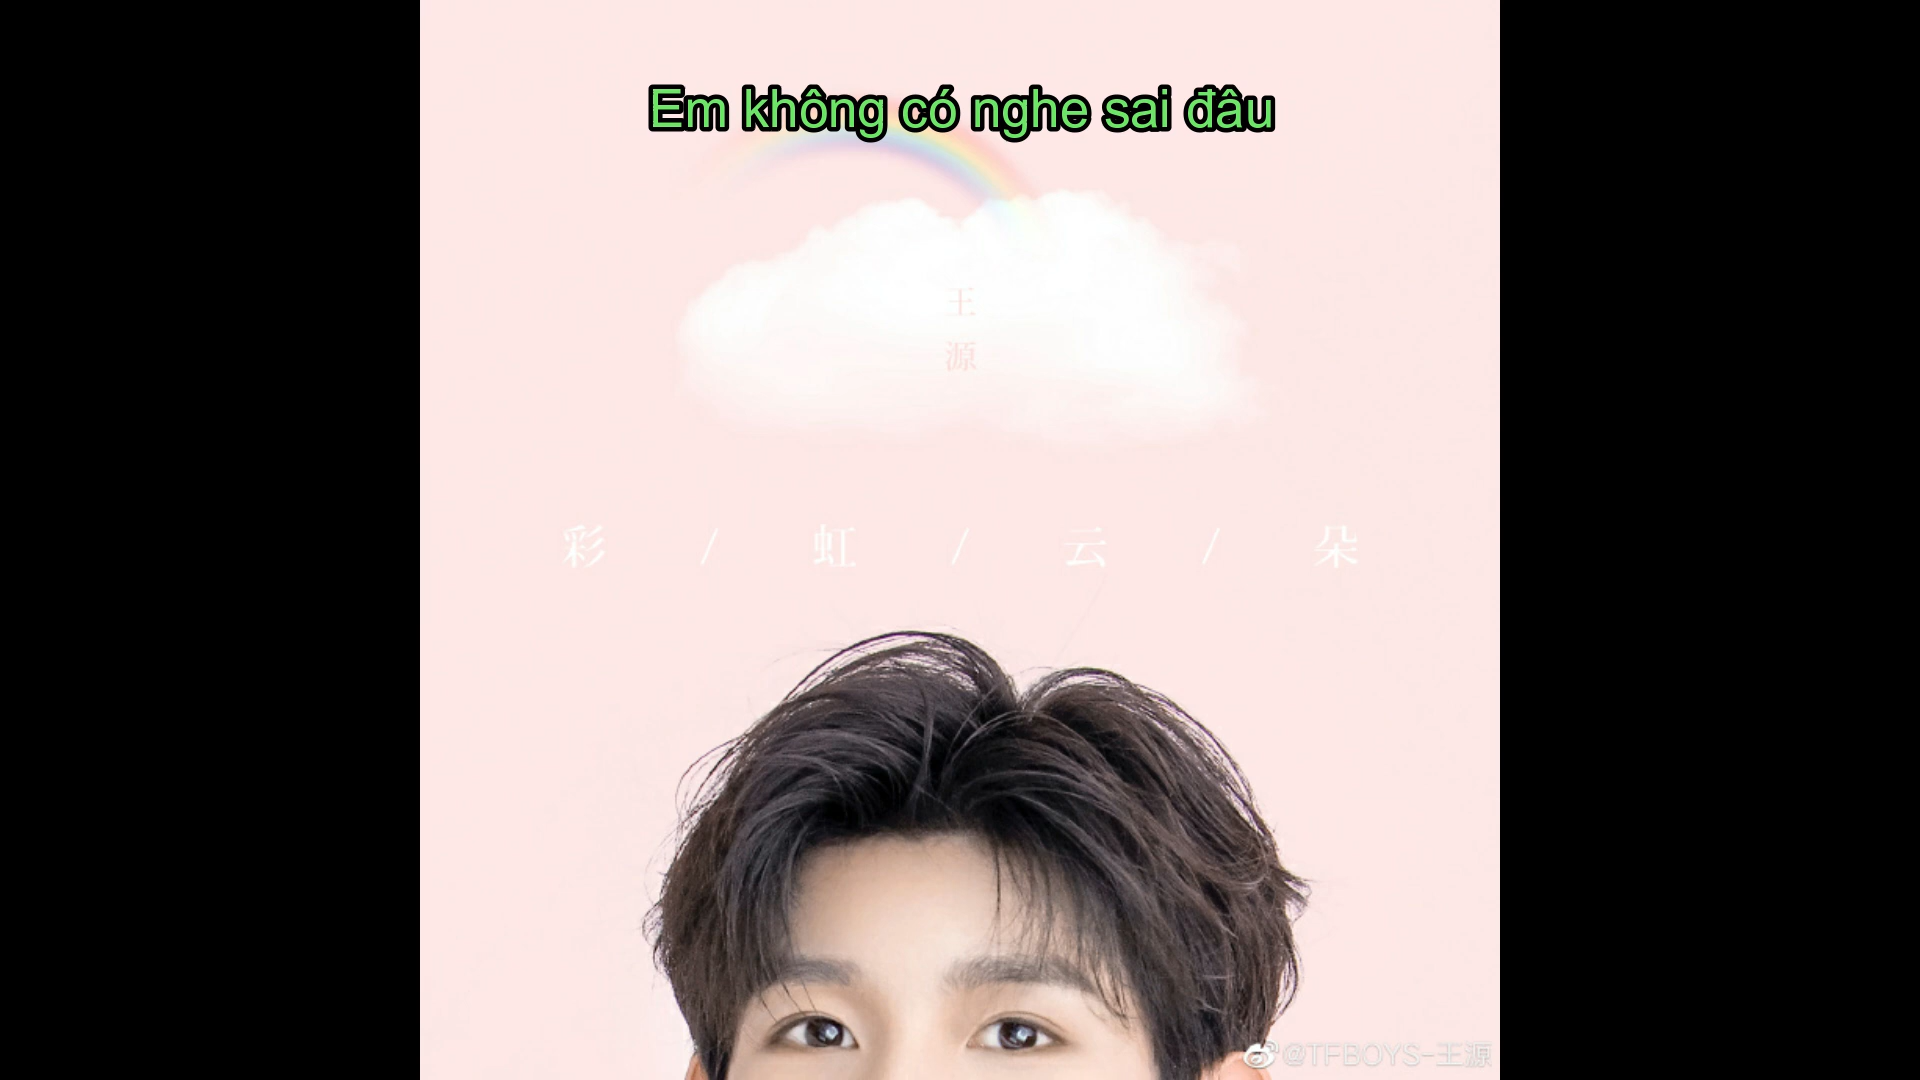 Em không có nghe sai đâu
王
源
彩 / 虹 / 云 / 朵
@TFBOYS-王源